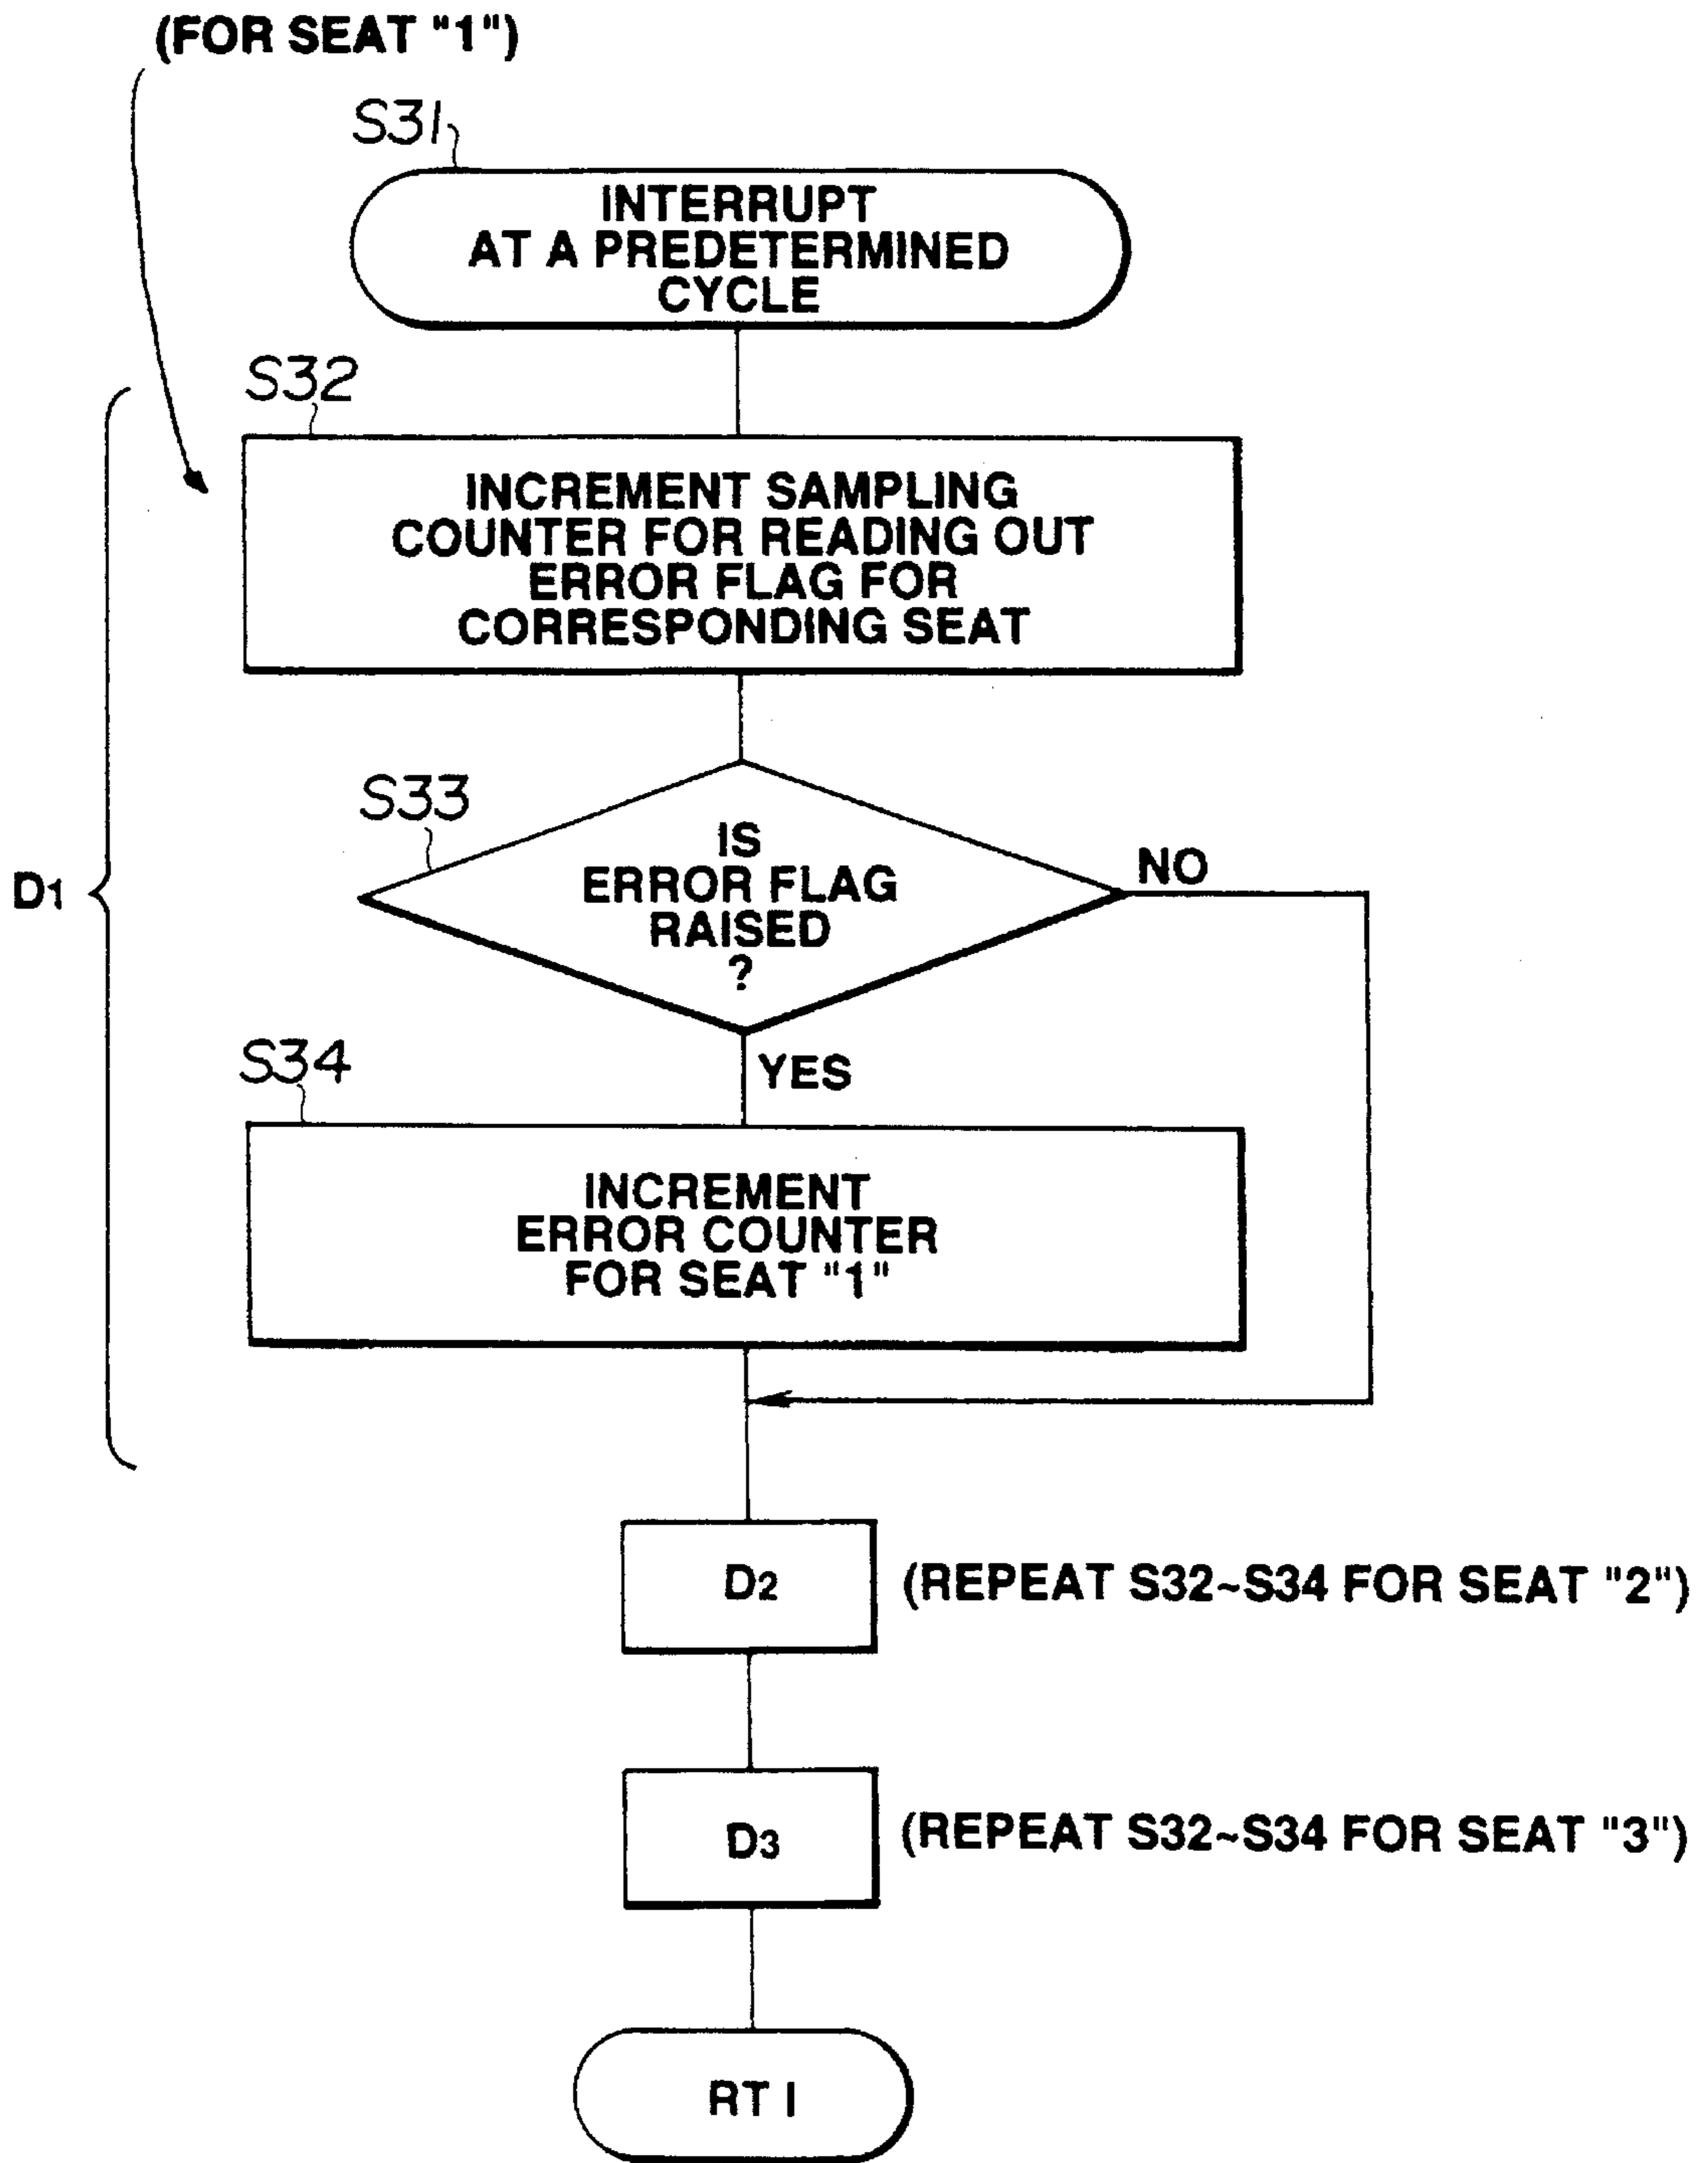 (FOR SEAT "1")
S31
INTERRUPT
AT A PREDETERMINED
CYCLE
S32
INCREMENT SAMPLING
COUNTER FOR READING OUT
ERROR FLAG FOR
CORRESPONDING SEAT
S33
IS
ERROR FLAG
RAISED
?
NO
D1
YES
S34
INCREMENT
ERROR COUNTER
FOR SEAT "1"
D2
(REPEAT S32~S34 FOR SEAT "2")
D3
(REPEAT S32~S34 FOR SEAT "3")
RTI